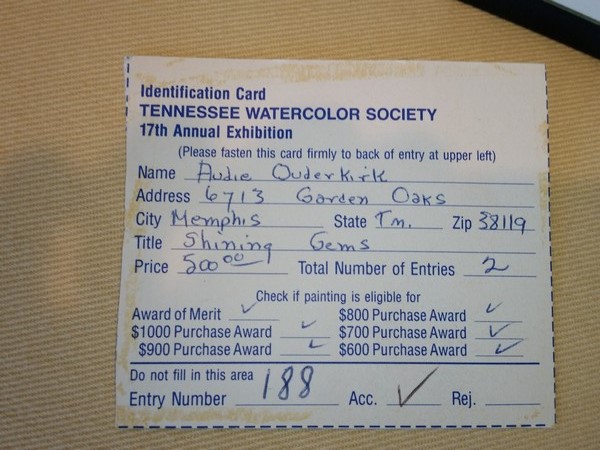 Identification Card
TENNESSEE WATERCOLOR SOCIETY
17th Annual Exhibition
(Please fasten this card firmly to back of entry at upper left)
Name Audie Ouderkirk
Address 6713 Garden Oaks
City Memphis State Tn. Zip 38119
Title Shining Gems
Price 500 00 Total Number of Entries 2
Check if painting is eligible for
Award of Merit ✓ $800 Purchase Award ✓
$1000 Purchase Award ✓ $700 Purchase Award ✓
$900 Purchase Award ✓ $600 Purchase Award ✓
Do not fill in this area
Entry Number 188 Acc. ✓ Rej.